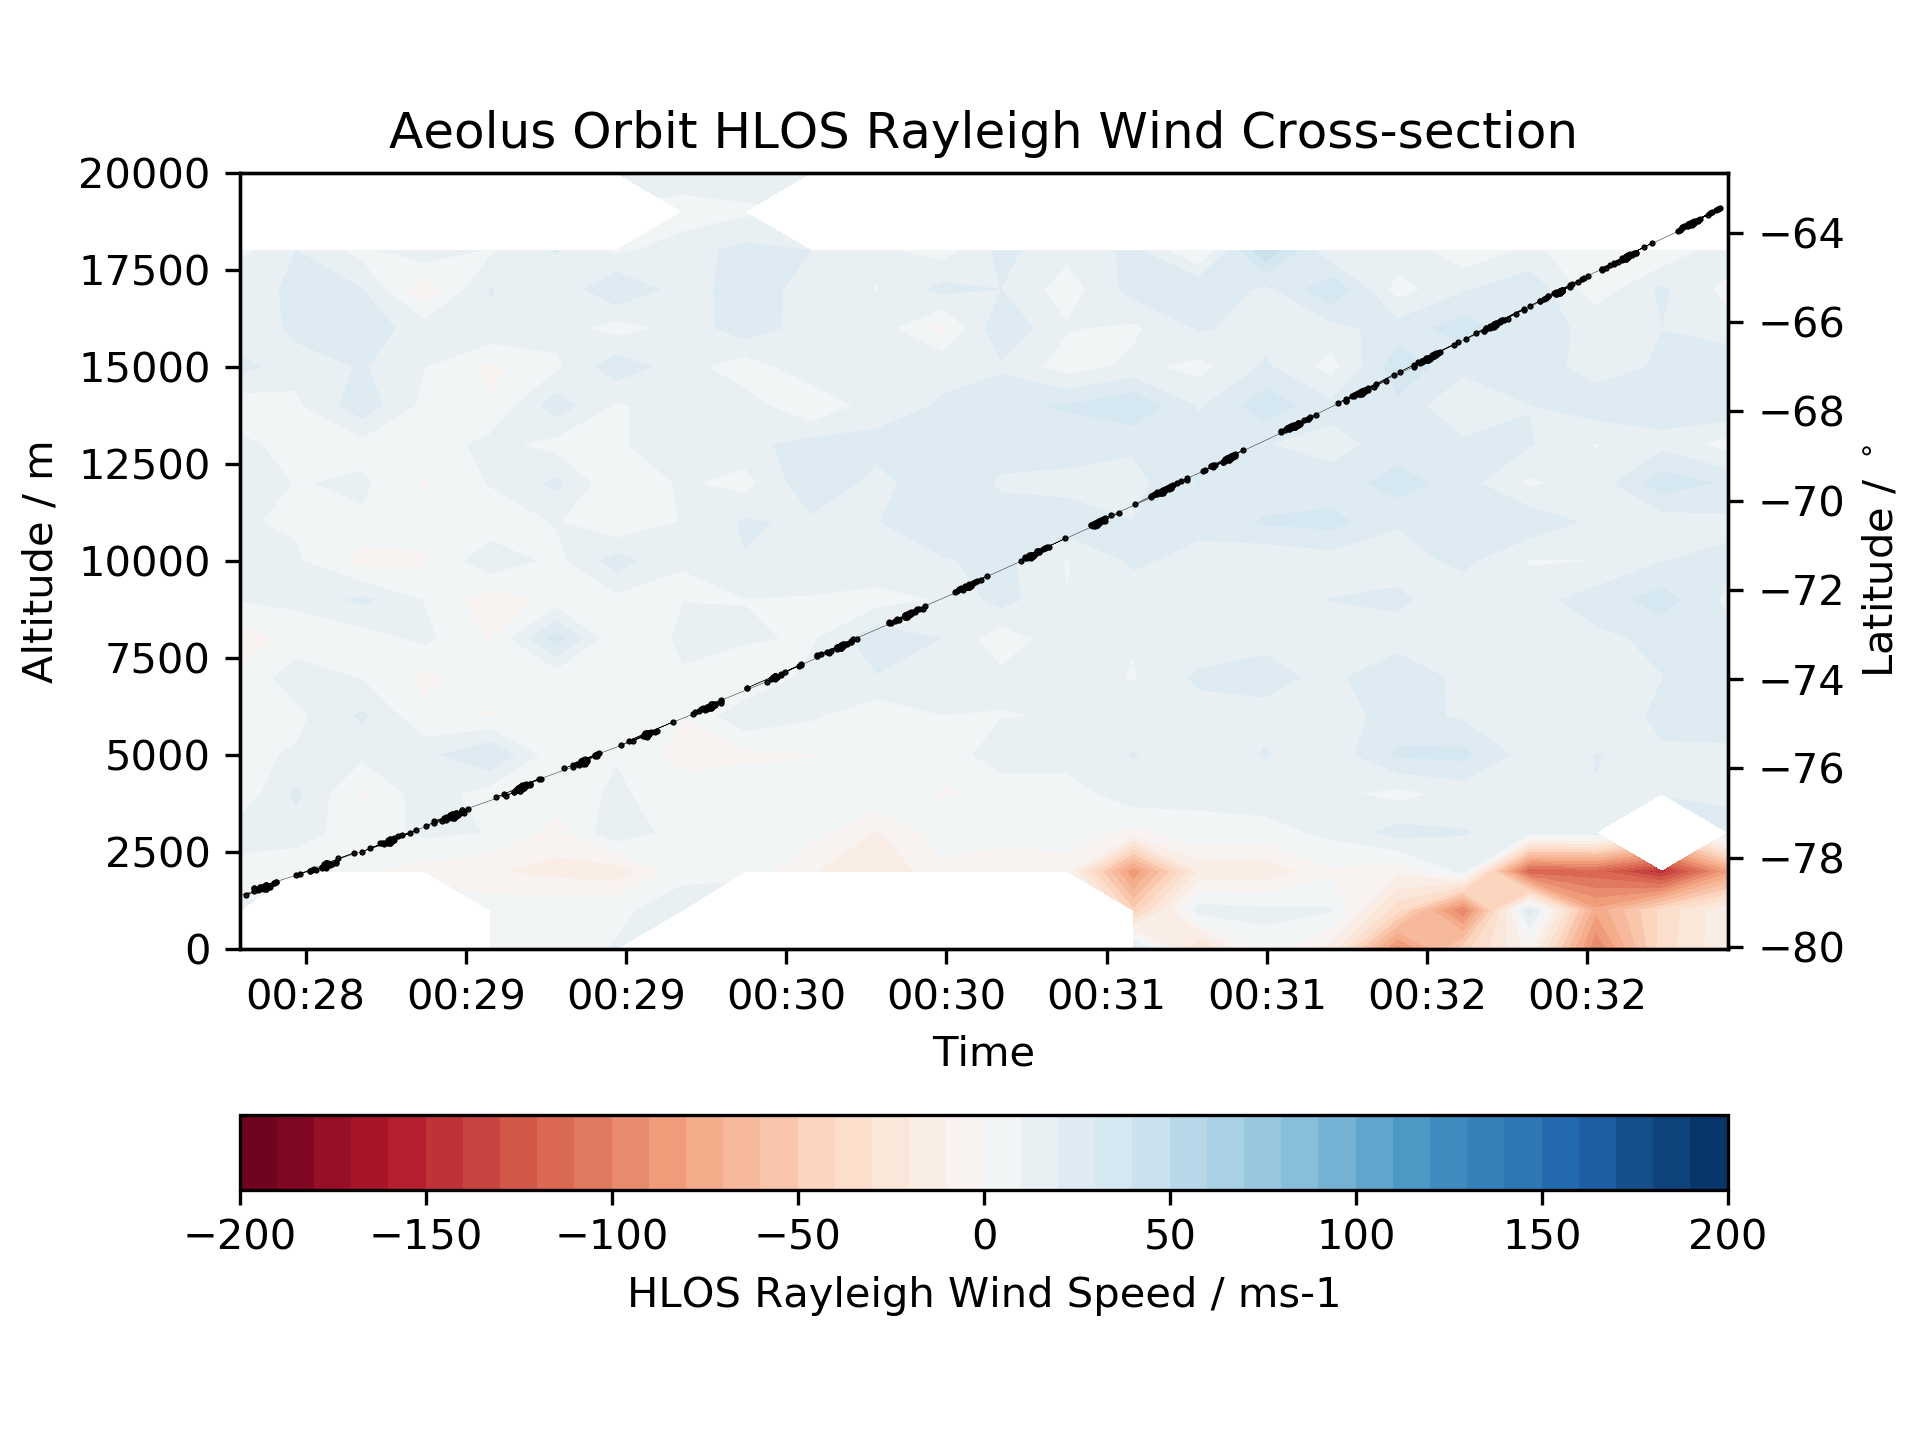 Aeolus Orbit HLOS Rayleigh Wind Cross-section
20000
17500
15000
12500
10000
7500
5000
2500
0
Altitude / m
−64
−66
−68
−70
−72
−74
−76
−78
−80
Latitude / °
00:28 00:29 00:29 00:30 00:30 00:31 00:31 00:32 00:32
Time
−200 −150 −100 −50 0 50 100 150 200
HLOS Rayleigh Wind Speed / ms-1